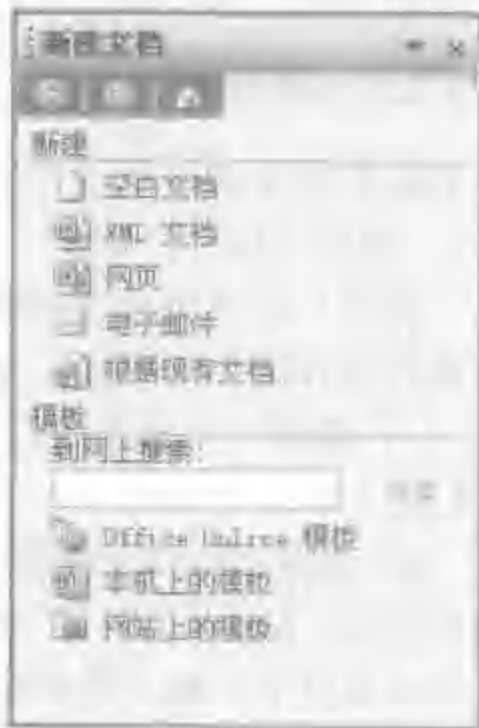 新建文档
新建
空白文档
XML 文档
网页
电子邮件
根据现有文档
模板
到网上搜索:
Office Online 模板
本机上的模板
网站上的模板